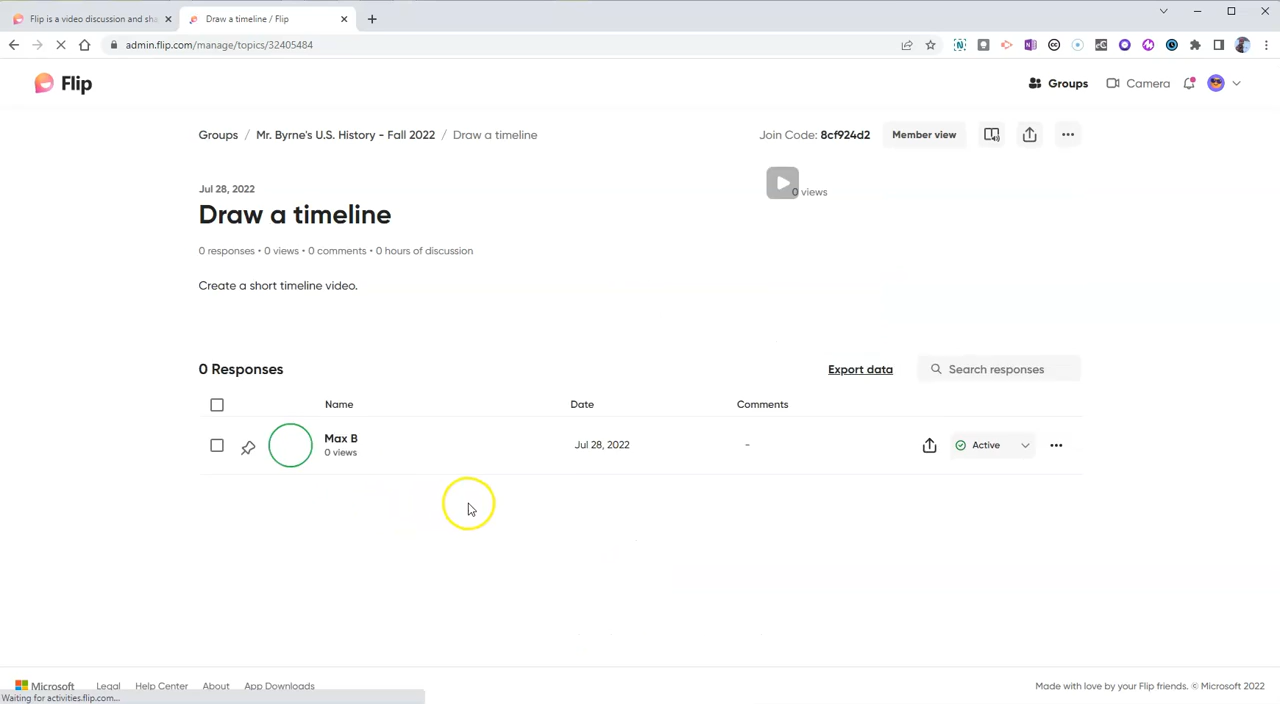 Flip is a video discussion and sha
Draw a timeline / Flip
admin.flip.com/manage/topics/32405484
Flip
Groups
Camera
Groups / Mr. Byrne's U.S. History - Fall 2022 / Draw a timeline
Join Code: 8cf924d2
Member view
Jul 28, 2022
0 views
Draw a timeline
0 responses • 0 views • 0 comments • 0 hours of discussion
Create a short timeline video.
0 Responses
Export data
Search responses
Name
Date
Comments
Max B
0 views
Jul 28, 2022
-
Active
Microsoft
Legal
Help Center
About
App Downloads
Made with love by your Flip friends. © Microsoft 2022
Waiting for activities.flip.com...